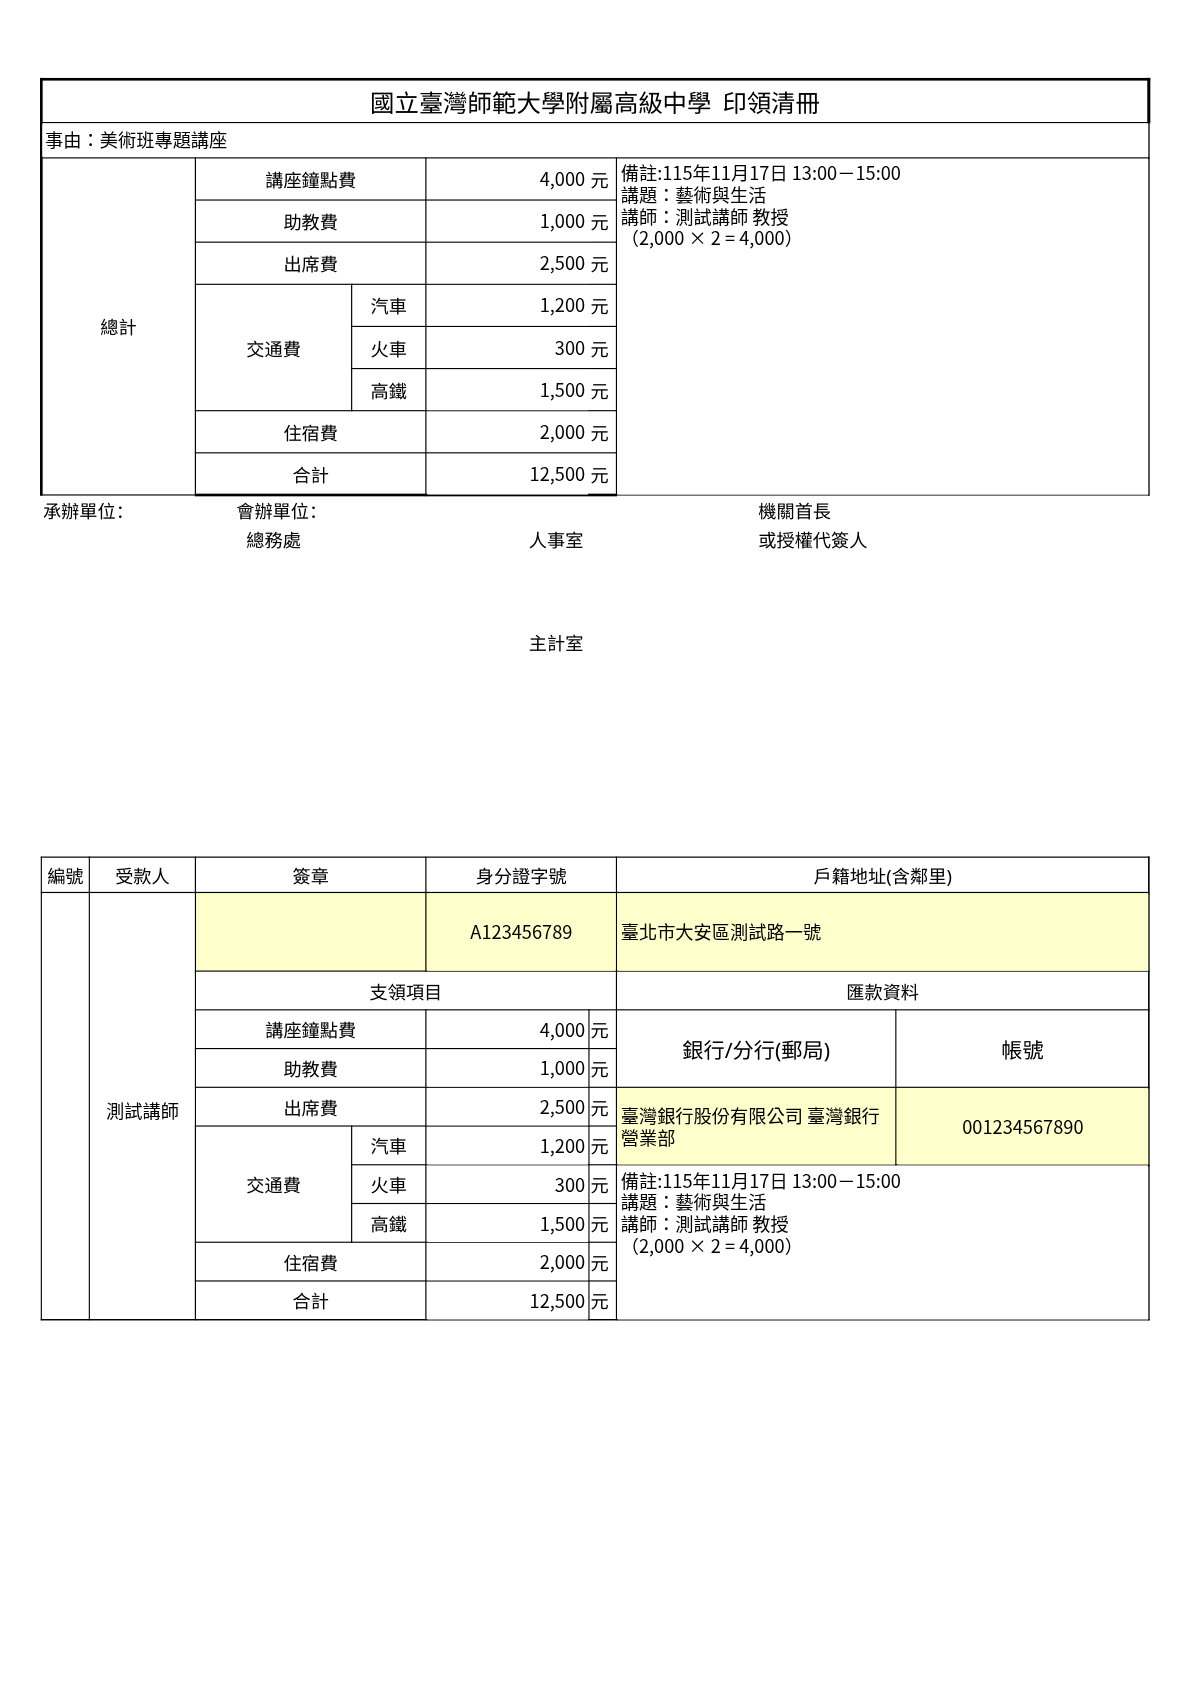 國立臺灣師範大學附屬高級中學 印領清冊
事由：美術班專題講座
總計
講座鐘點費 4,000 元
助教費 1,000 元
出席費 2,500 元
交通費
汽車 1,200 元
火車 300 元
高鐵 1,500 元
住宿費 2,000 元
合計 12,500 元
備註:115年11月17日 13:00－15:00
講題：藝術與生活
講師：測試講師 教授
（2,000 × 2 = 4,000）
承辦單位: 會辦單位: 機關首長
總務處 人事室 或授權代簽人
主計室
編號 受款人 簽章 身分證字號 戶籍地址(含鄰里)
測試講師
A123456789 臺北市大安區測試路一號
支領項目 匯款資料
講座鐘點費 4,000 元
助教費 1,000 元
出席費 2,500 元
交通費
汽車 1,200 元
火車 300 元
高鐵 1,500 元
住宿費 2,000 元
合計 12,500 元
銀行/分行(郵局) 帳號
臺灣銀行股份有限公司 臺灣銀行
營業部
001234567890
備註:115年11月17日 13:00－15:00
講題：藝術與生活
講師：測試講師 教授
（2,000 × 2 = 4,000）